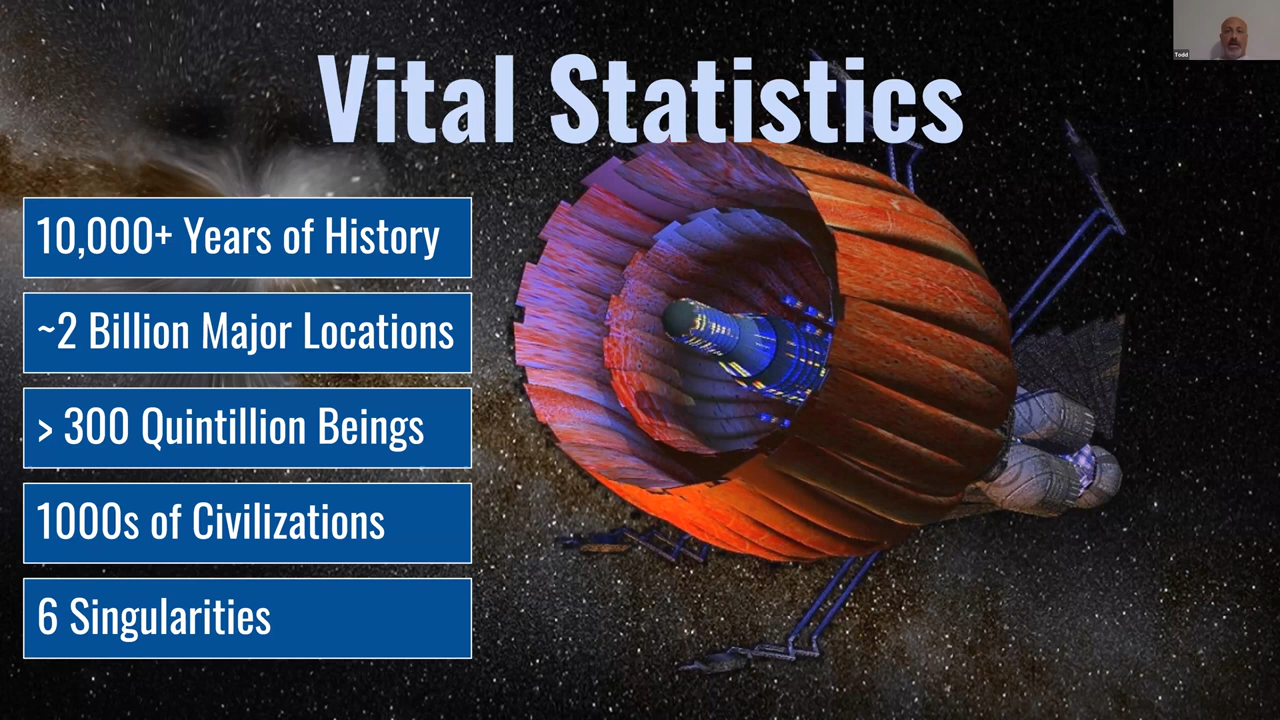 Vital Statistics
10,000+ Years of History
~2 Billion Major Locations
> 300 Quintillion Beings
1000s of Civilizations
6 Singularities
Todd